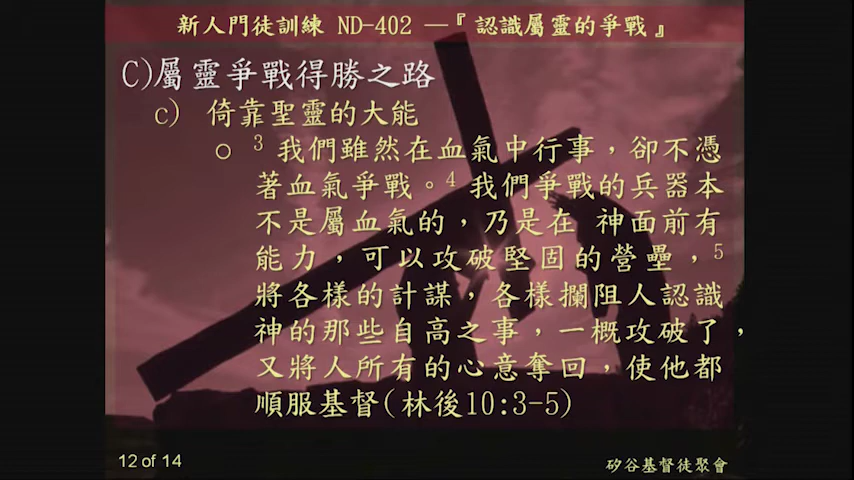 新人門徒訓練 ND-402 —『認識屬靈的爭戰』
C)屬靈爭戰得勝之路
c) 倚靠聖靈的大能
○ 3 我們雖然在血氣中行事，卻不憑
著血氣爭戰。4 我們爭戰的兵器本
不是屬血氣的，乃是在 神面前有
能力，可以攻破堅固的營壘，5
將各樣的計謀，各樣攔阻人認識
神的那些自高之事，一概攻破了，
又將人所有的心意奪回，使他都
順服基督(林後10:3-5)
12 of 14
矽谷基督徒聚會